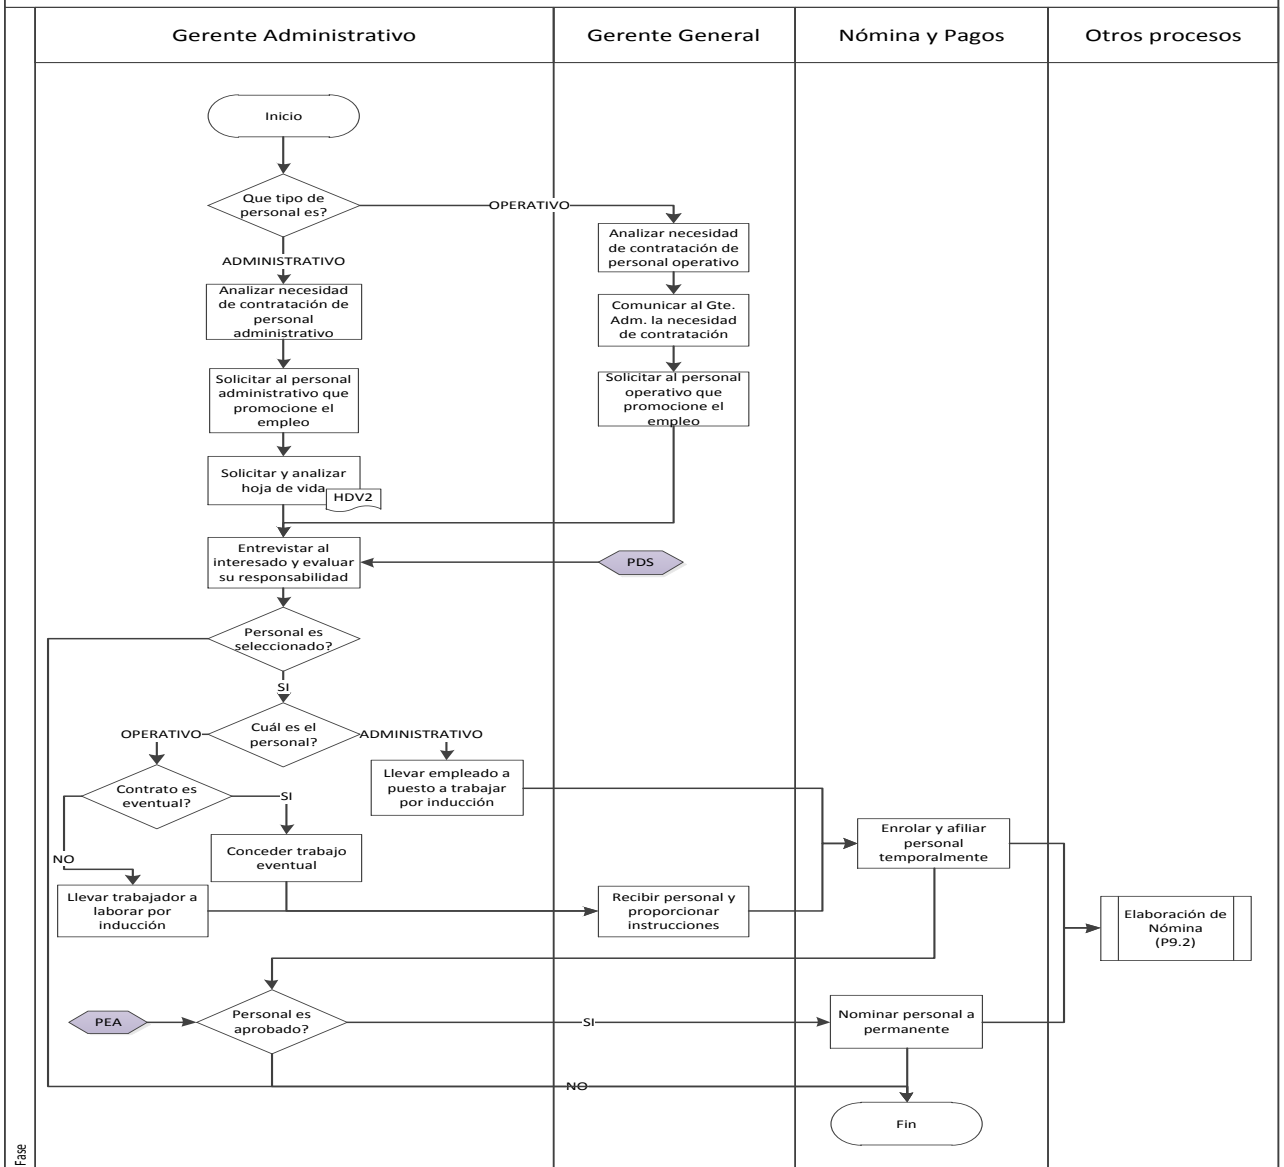 Gerente Administrativo
Gerente General
Nómina y Pagos
Otros procesos
Inicio
Que tipo de
personal es?
OPERATIVO
ADMINISTRATIVO
Analizar necesidad
de contratación de
personal operativo
Analizar necesidad
de contratación de
personal
administrativo
Comunicar al Gte.
Adm. la necesidad
de contratación
Solicitar al personal
administrativo que
promocione el
empleo
Solicitar al personal
operativo que
promocione el
empleo
Solicitar y analizar
hoja de vida
HDV2
Entrevistar al
interesado y evaluar
su responsabilidad
PDS
Personal es
seleccionado?
SI
Cuál es el
personal?
OPERATIVO
ADMINISTRATIVO
Contrato es
eventual?
SI
NO
Llevar empleado a
puesto a trabajar
por inducción
Conceder trabajo
eventual
Enrolar y afiliar
personal
temporalmente
Llevar trabajador a
laborar por
inducción
Recibir personal y
proporcionar
instrucciones
Elaboración de
Nómina
(P9.2)
PEA
Personal es
aprobado?
SI
Nominar personal a
permanente
NO
Fin
Fase